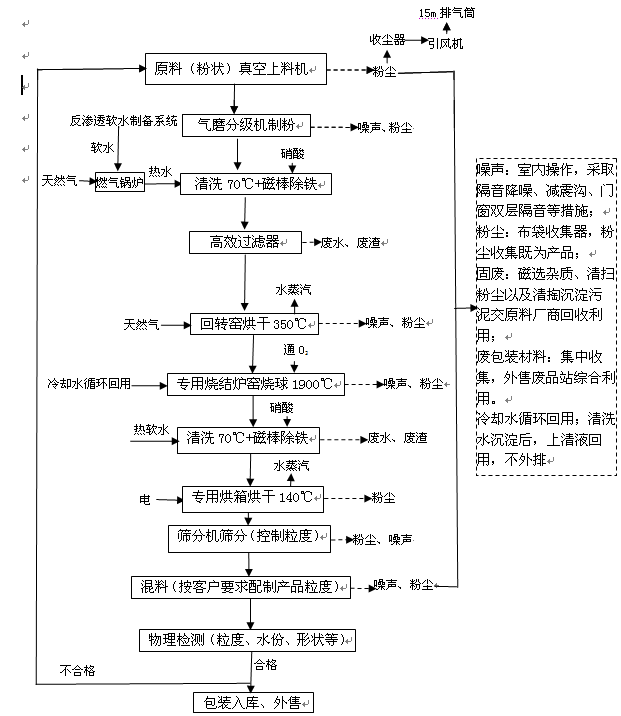 15m 排气筒
收尘器
引风机
原料（粉状）真空上料机
粉尘
反渗透软水制备系统
气磨分级机制粉
噪声、粉尘
软水
硝酸
天然气
燃气锅炉
热水
清洗 70℃+磁棒除铁
高效过滤器
废水、废渣
水蒸汽
天然气
回转窑烘干 350℃
噪声、粉尘
通 O₂
冷却水循环回用
专用烧结炉窑烧球 1900℃
噪声、粉尘
硝酸
热软水
清洗 70℃+磁棒除铁
废水、废渣
水蒸汽
电
专用烘箱烘干 140℃
粉尘
筛分机筛分（控制粒度）
粉尘、噪声
混料（按客户要求配制产品粒度）
噪声、粉尘
物理检测（粒度、水份、形状等）
不合格
合格
包装入库、外售
噪声：室内操作，采取
隔音降噪、减震沟、门
窗双层隔音等措施；
粉尘：布袋收集器，粉
尘收集既为产品；
固废：磁选杂质、清扫
粉尘以及清掏沉淀污
泥交原料厂商回收利
用；
废包装材料：集中收
集，外售废品站综合利
用。
冷却水循环回用；清洗
水沉淀后，上清液回
用，不外排